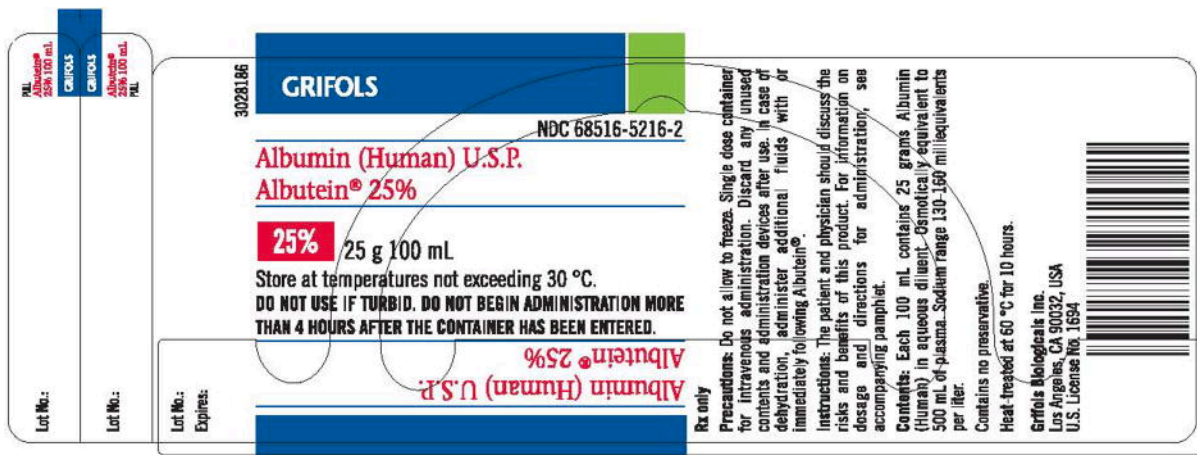 PULL
Albutein®
25% 100 mL
GRIFOLS
GRIFOLS
Albutein®
25% 100 mL
PULL
Lot No.:
Lot No.:
Lot No.:
Expires:
3028186
GRIFOLS
NDC 68516-5216-2
Albumin (Human) U.S.P.
Albutein® 25%
25% 25 g 100 mL
Store at temperatures not exceeding 30 °C.
DO NOT USE IF TURBID. DO NOT BEGIN ADMINISTRATION MORE
THAN 4 HOURS AFTER THE CONTAINER HAS BEEN ENTERED.
Albumin (Human) U.S.P.
Albutein® 25%
Rx only
Precautions: Do not allow to freeze. Single dose container
for intravenous administration. Discard any unused
contents and administration devices after use. In case of
dehydration, administer additional fluids with or
immediately following Albutein®.
Instructions: The patient and physician should discuss the
risks and benefits of this product. For information on
dosage and directions for administration, see
accompanying pamphlet.
Contents: Each 100 mL contains 25 grams Albumin
(Human) in aqueous diluent. Osmotically equivalent to
500 mL of plasma. Sodium range 130-160 milliequivalents
per liter.
Contains no preservative.
Heat-treated at 60 °C for 10 hours.
Grifols Biologicals Inc.
Los Angeles, CA 90032, USA
U.S. License No. 1694